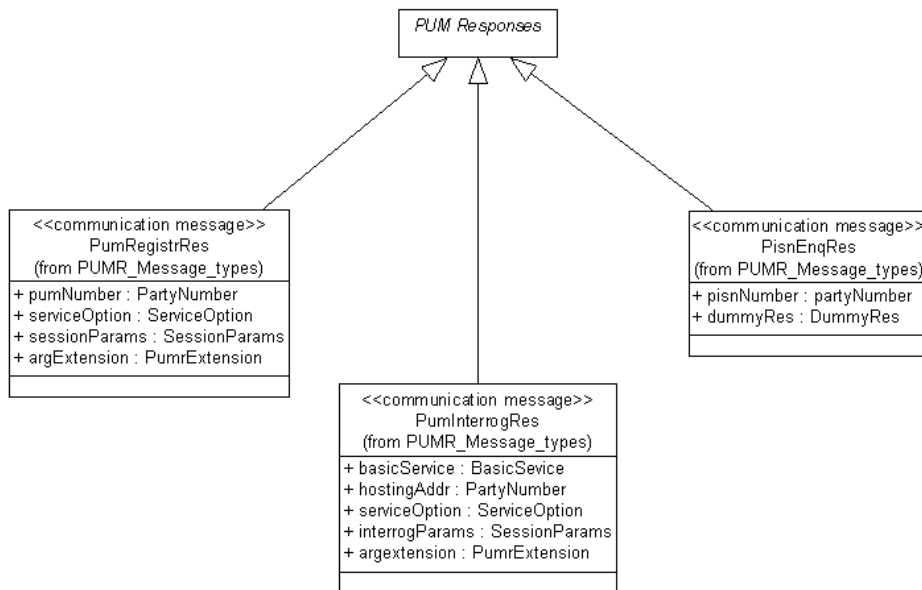 PUM Responses
<<communication message>>
PumRegistrRes
(from PUMR_Message_types)
+ pumNumber : PartyNumber
+ serviceOption : ServiceOption
+ sessionParams : SessionParams
+ argExtension : PumrExtension
<<communication message>>
PisnEnqRes
(from PUMR_Message_types)
+ pisnNumber : partyNumber
+ dummyRes : DummyRes
<<communication message>>
PumInterrogRes
(from PUMR_Message_types)
+ basicService : BasicSevice
+ hostingAddr : PartyNumber
+ serviceOption : ServiceOption
+ interrogParams : SessionParams
+ argextension : PumrExtension